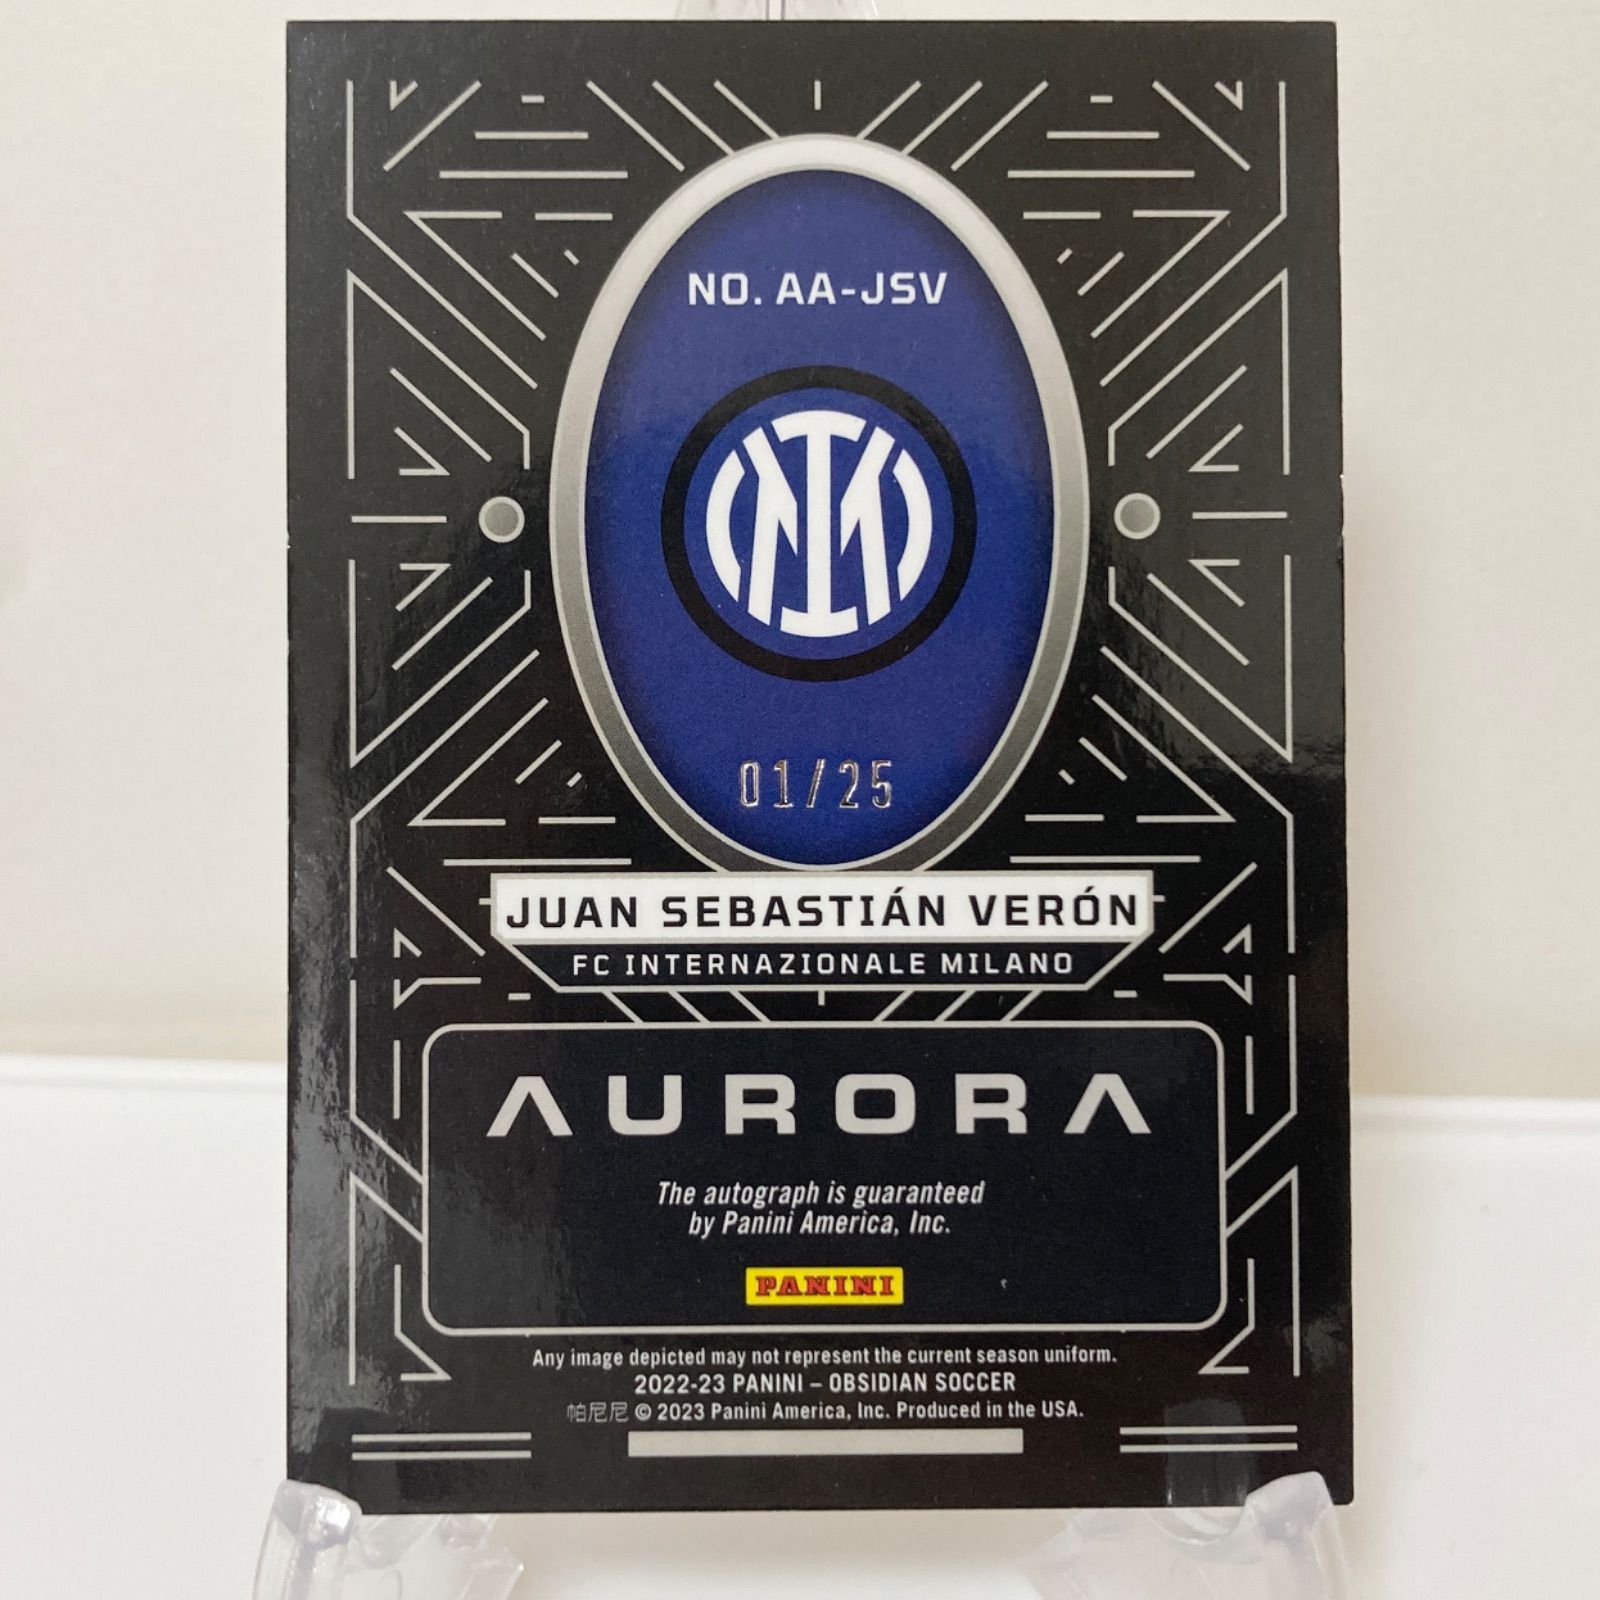 NO. AA-JSV
01/25
JUAN SEBASTIÁN VERÓN
FC INTERNAZIONALE MILANO
AURORA
The autograph is guaranteed
by Panini America, Inc.
PANINI
Any image depicted may not represent the current season uniform.
2022-23 PANINI – OBSIDIAN SOCCER
帕尼尼 © 2023 Panini America, Inc. Produced in the USA.